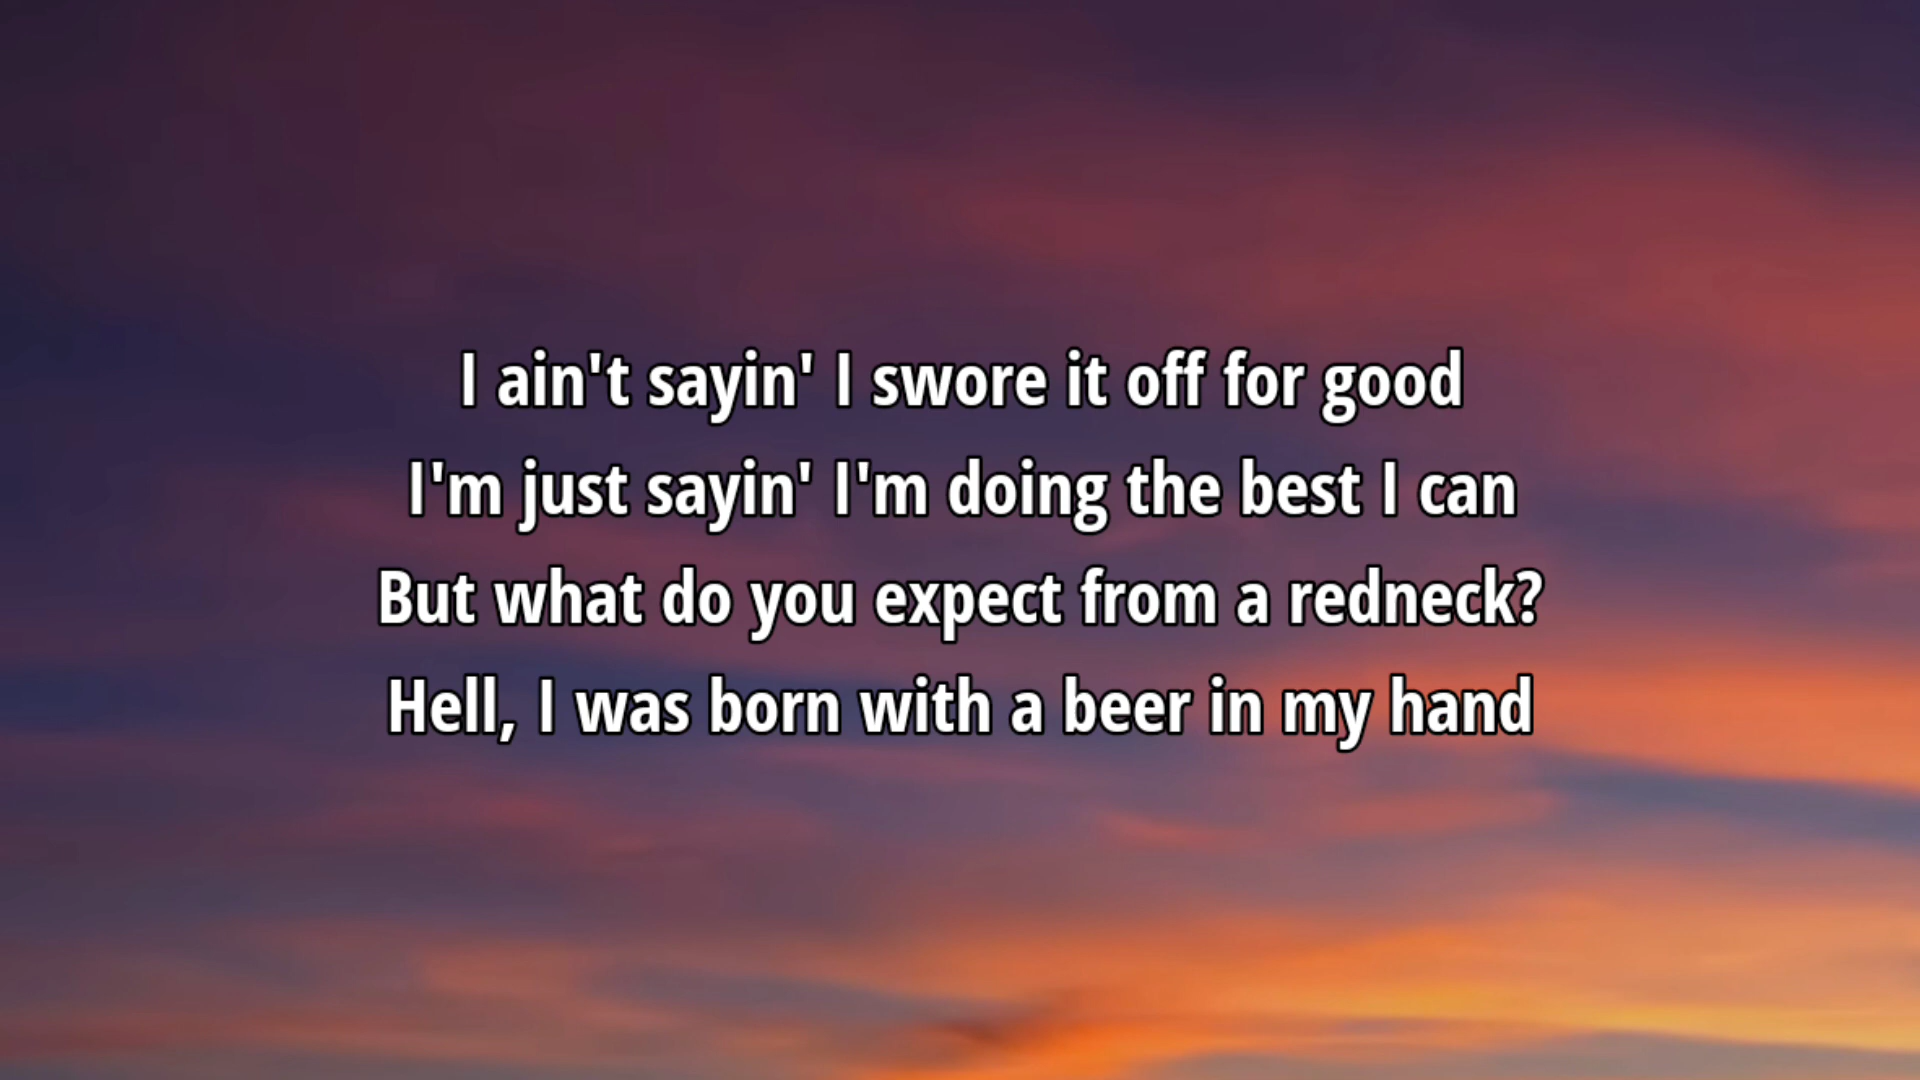 I ain't sayin' I swore it off for good
I'm just sayin' I'm doing the best I can
But what do you expect from a redneck?
Hell, I was born with a beer in my hand